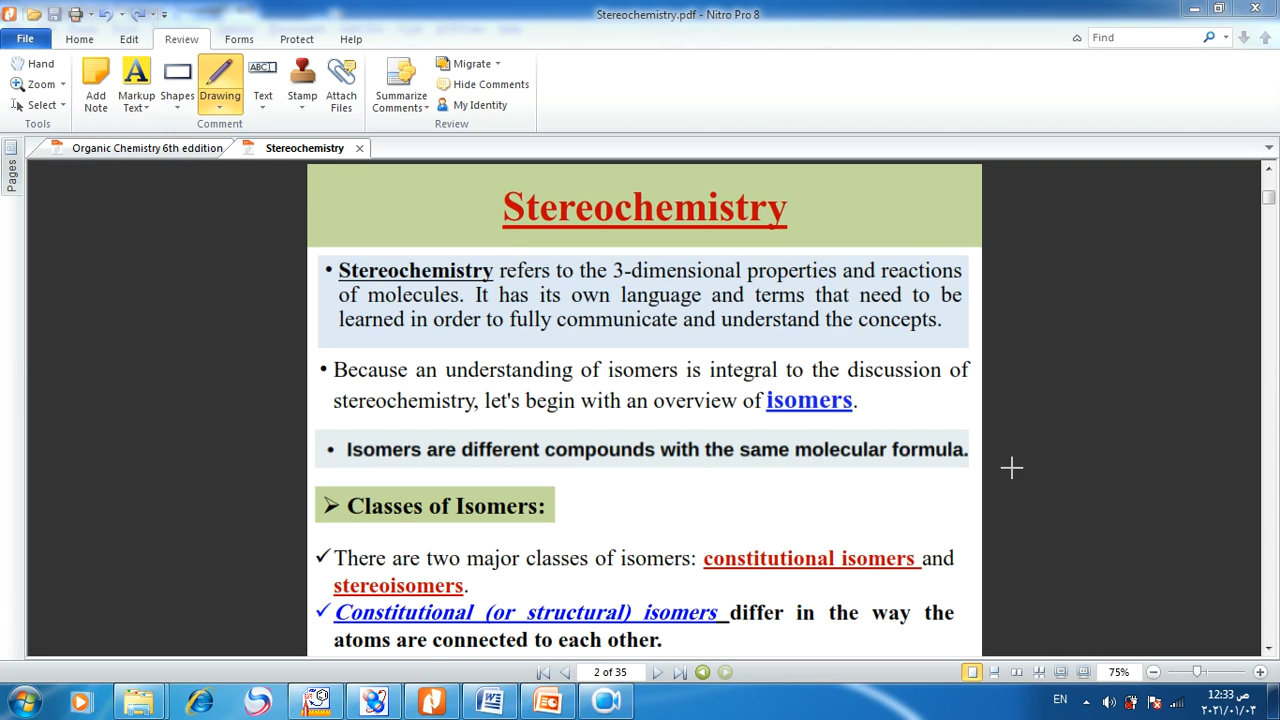 Stereochemistry.pdf - Nitro Pro 8
File Home Edit Review Forms Protect Help
Find
Hand
Zoom
Select
Tools
Add Note
Markup Text
Shapes
Drawing
ABC
Text
Stamp
Attach Files
Comment
Summarize Comments
Migrate
Hide Comments
My Identity
Review
Organic Chemistry 6th eddition
Stereochemistry
Pages
Stereochemistry
• Stereochemistry refers to the 3-dimensional properties and reactions
of molecules. It has its own language and terms that need to be
learned in order to fully communicate and understand the concepts.
• Because an understanding of isomers is integral to the discussion of
stereochemistry, let's begin with an overview of isomers.
• Isomers are different compounds with the same molecular formula.
➢ Classes of Isomers:
✓ There are two major classes of isomers: constitutional isomers and
stereoisomers.
✓ Constitutional (or structural) isomers differ in the way the
atoms are connected to each other.
2 of 35
75%
EN
12:33 ص
٢٠٢١/٠١/٠٣